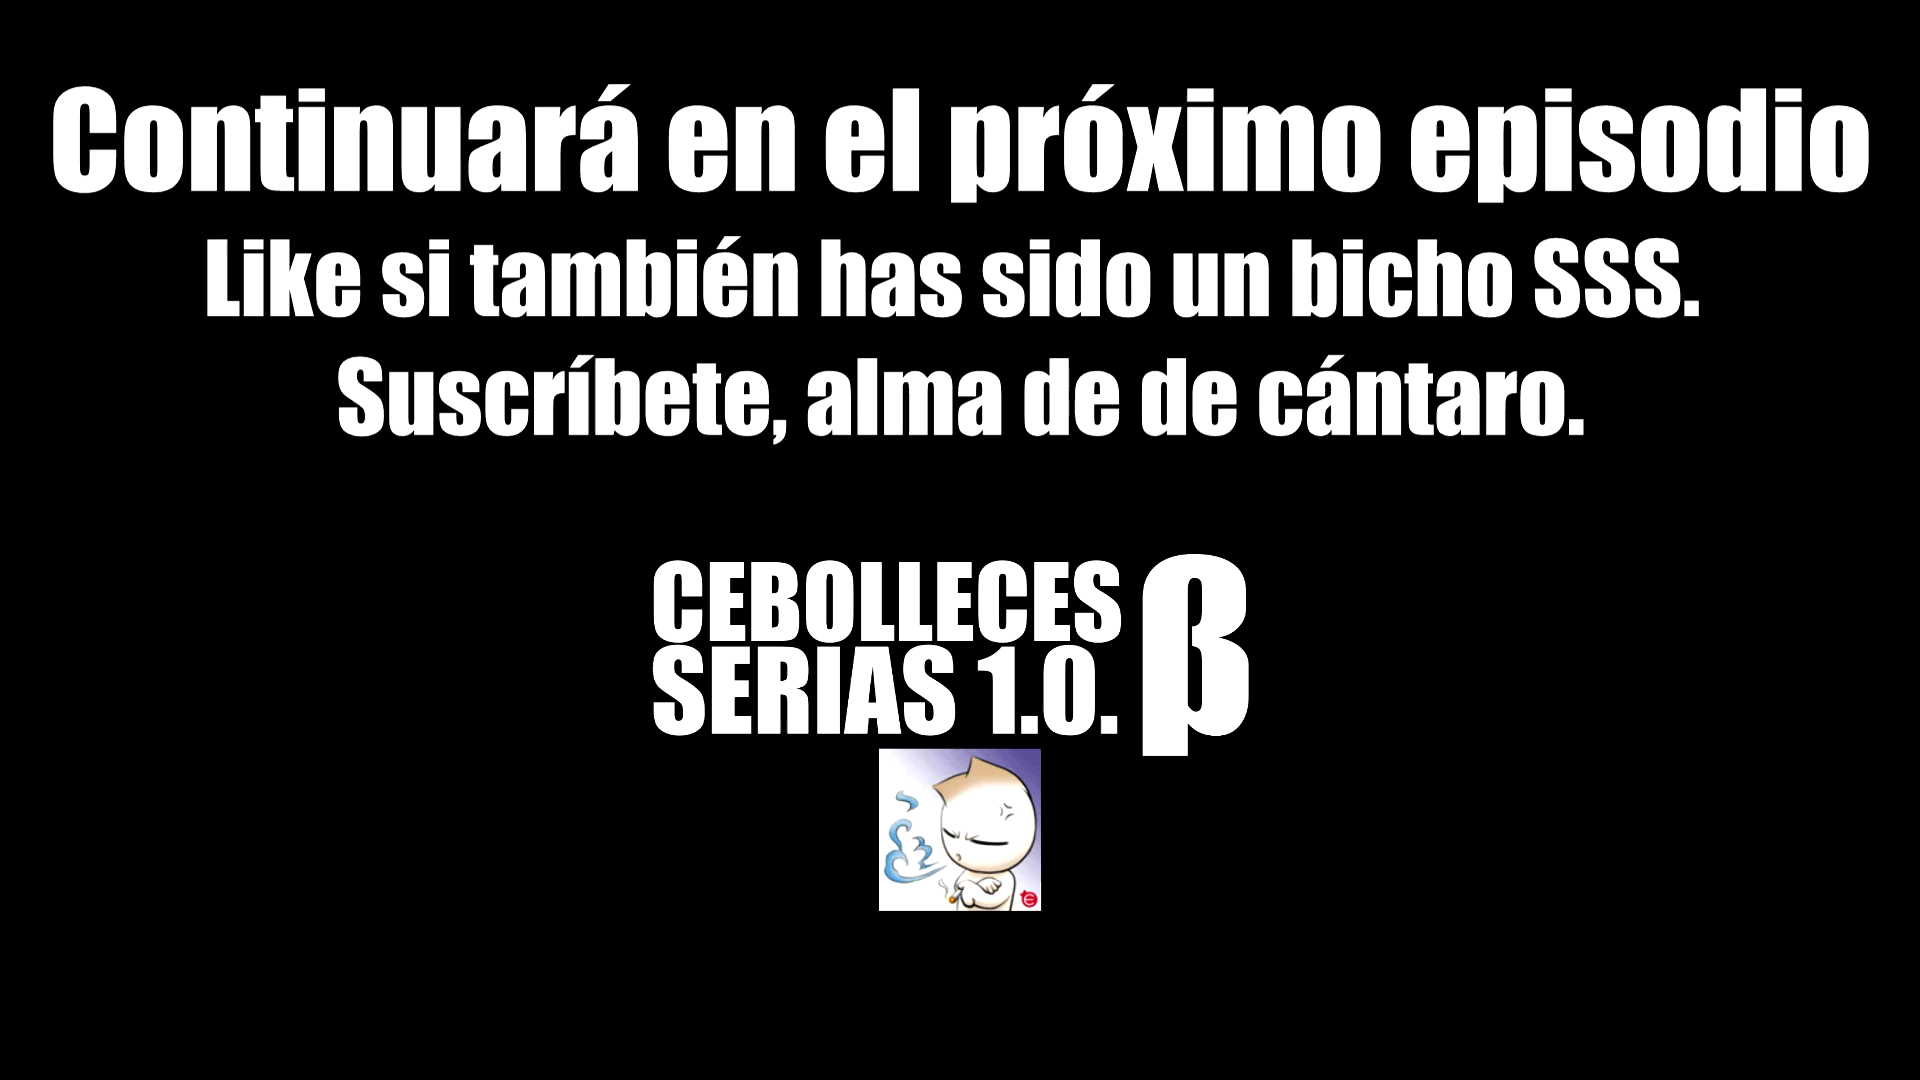 Continuará en el próximo episodio
Like si también has sido un bicho SSS.
Suscríbete, alma de de cántaro.
CEBOLLECES β
SERIAS 1.0.